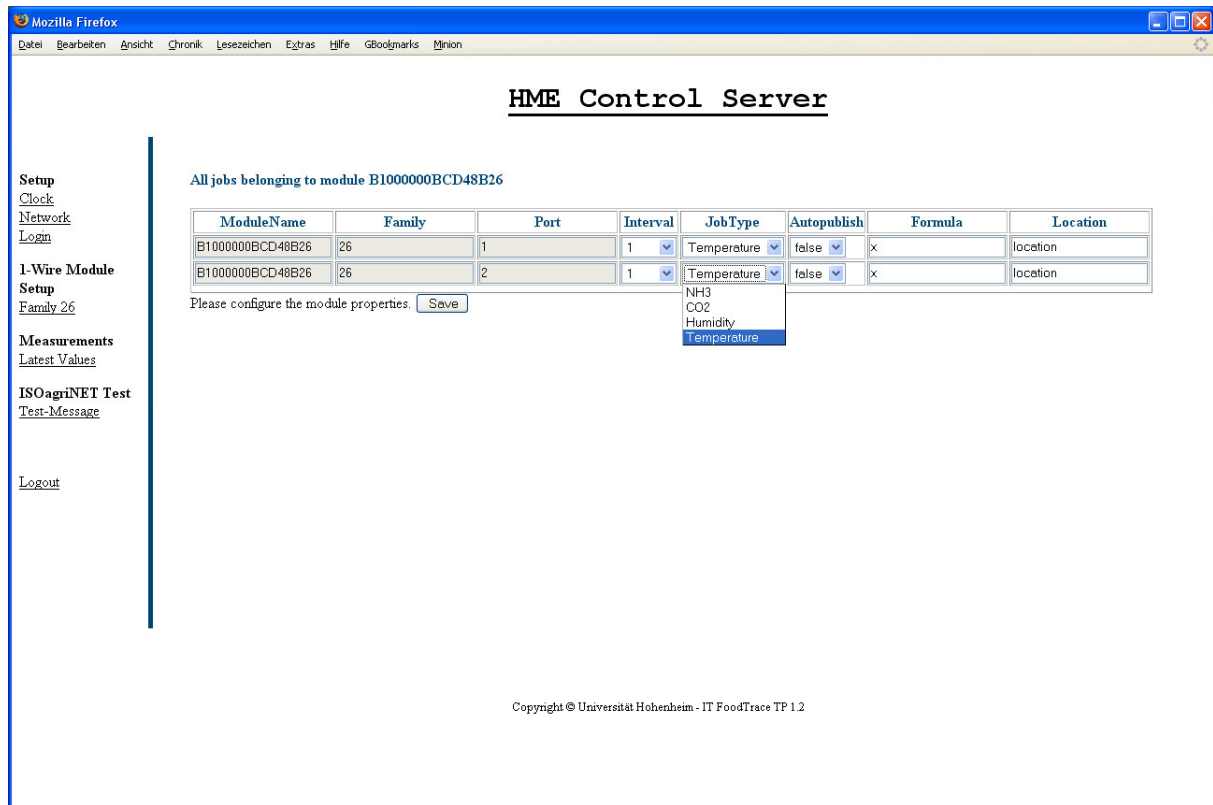 Mozilla Firefox
Datei Bearbeiten Ansicht Chronik Lesezeichen Extras Hilfe GBookmarks Minion
HME Control Server
Setup
Clock
Network
Login
1-Wire Module
Setup
Family 26
Measurements
Latest Values
ISOagriNET Test
Test-Message
Logout
All jobs belonging to module B1000000BCD48B26
ModuleName Family Port Interval JobType Autopublish Formula Location
B1000000BCD48B26 26 1 1 Temperature false x location
B1000000BCD48B26 26 2 1 Temperature false x location
NH3
CO2
Humidity
Temperature
Please configure the module properties. Save
Copyright © Universität Hohenheim - IT FoodTrace TP 1.2